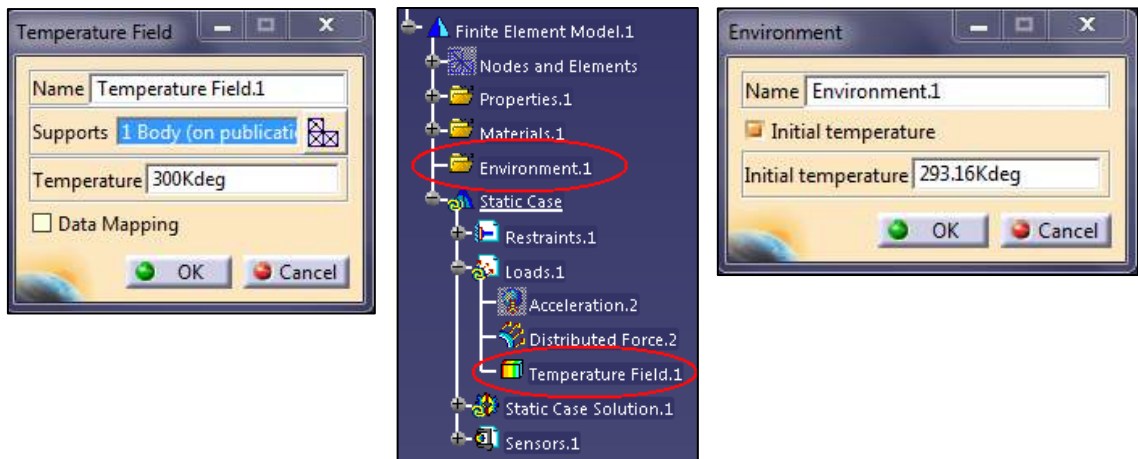 Temperature Field
Name Temperature Field.1
Supports 1 Body (on publicati
Temperature 300Kdeg
Data Mapping
OK Cancel
Finite Element Model.1
Nodes and Elements
Properties.1
Materials.1
Environment.1
Static Case
Restraints.1
Loads.1
Acceleration.2
Distributed Force.2
Temperature Field.1
Static Case Solution.1
Sensors.1
Environment
Name Environment.1
Initial temperature
Initial temperature 293.16Kdeg
OK Cancel